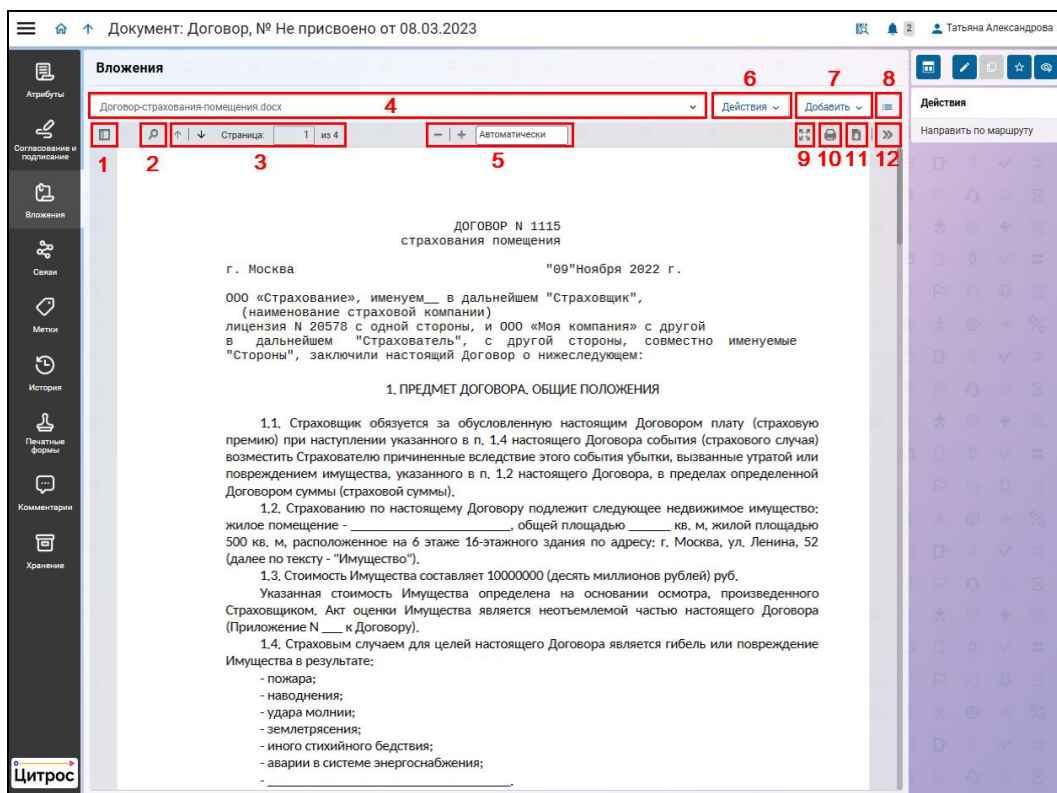 Документ: Договор, № Не присвоено от 08.03.2023
2
Татьяна Александрова
Атрибуты
Согласование и
подписание
Вложения
Связи
Метки
История
Печатные
формы
Комментарии
Хранение
Цитрос
Вложения
6
7
8
Договор-страхования-помещения.docx
4
Действия
Добавить
Страница:
1
из 4
Автоматически
1
2
3
5
9
10
11
12
ДОГОВОР N 1115
страхования помещения
г. Москва "09"Ноября 2022 г.
ООО «Страхование», именуем__ в дальнейшем "Страховщик",
(наименование страховой компании)
лицензия N 20578 с одной стороны, и ООО «Моя компания» с другой
в дальнейшем "Страхователь", с другой стороны, совместно именуемые
"Стороны", заключили настоящий Договор о нижеследующем:
1. ПРЕДМЕТ ДОГОВОРА. ОБЩИЕ ПОЛОЖЕНИЯ
1.1. Страховщик обязуется за обусловленную настоящим Договором плату (страховую
премию) при наступлении указанного в п. 1.4 настоящего Договора события (страхового случая)
возместить Страхователю причиненные вследствие этого события убытки, вызванные утратой или
повреждением имущества, указанного в п. 1.2 настоящего Договора, в пределах определенной
Договором суммы (страховой суммы).
1.2. Страхованию по настоящему Договору подлежит следующее недвижимое имущество:
жилое помещение - _________________________, общей площадью ______ кв. м, жилой площадью
500 кв. м, расположенное на 6 этаже 16-этажного здания по адресу: г. Москва, ул. Ленина, 52
(далее по тексту - "Имущество").
1.3. Стоимость Имущества составляет 10000000 (десять миллионов рублей) руб.
Указанная стоимость Имущества определена на основании осмотра, произведенного
Страховщиком. Акт оценки Имущества является неотъемлемой частью настоящего Договора
(Приложение N ___ к Договору).
1.4. Страховым случаем для целей настоящего Договора является гибель или повреждение
Имущества в результате:
- пожара;
- наводнения;
- удара молнии;
- землетрясения;
- иного стихийного бедствия;
- аварии в системе энергоснабжения;
- ______________________________________.
Действия
Направить по маршруту